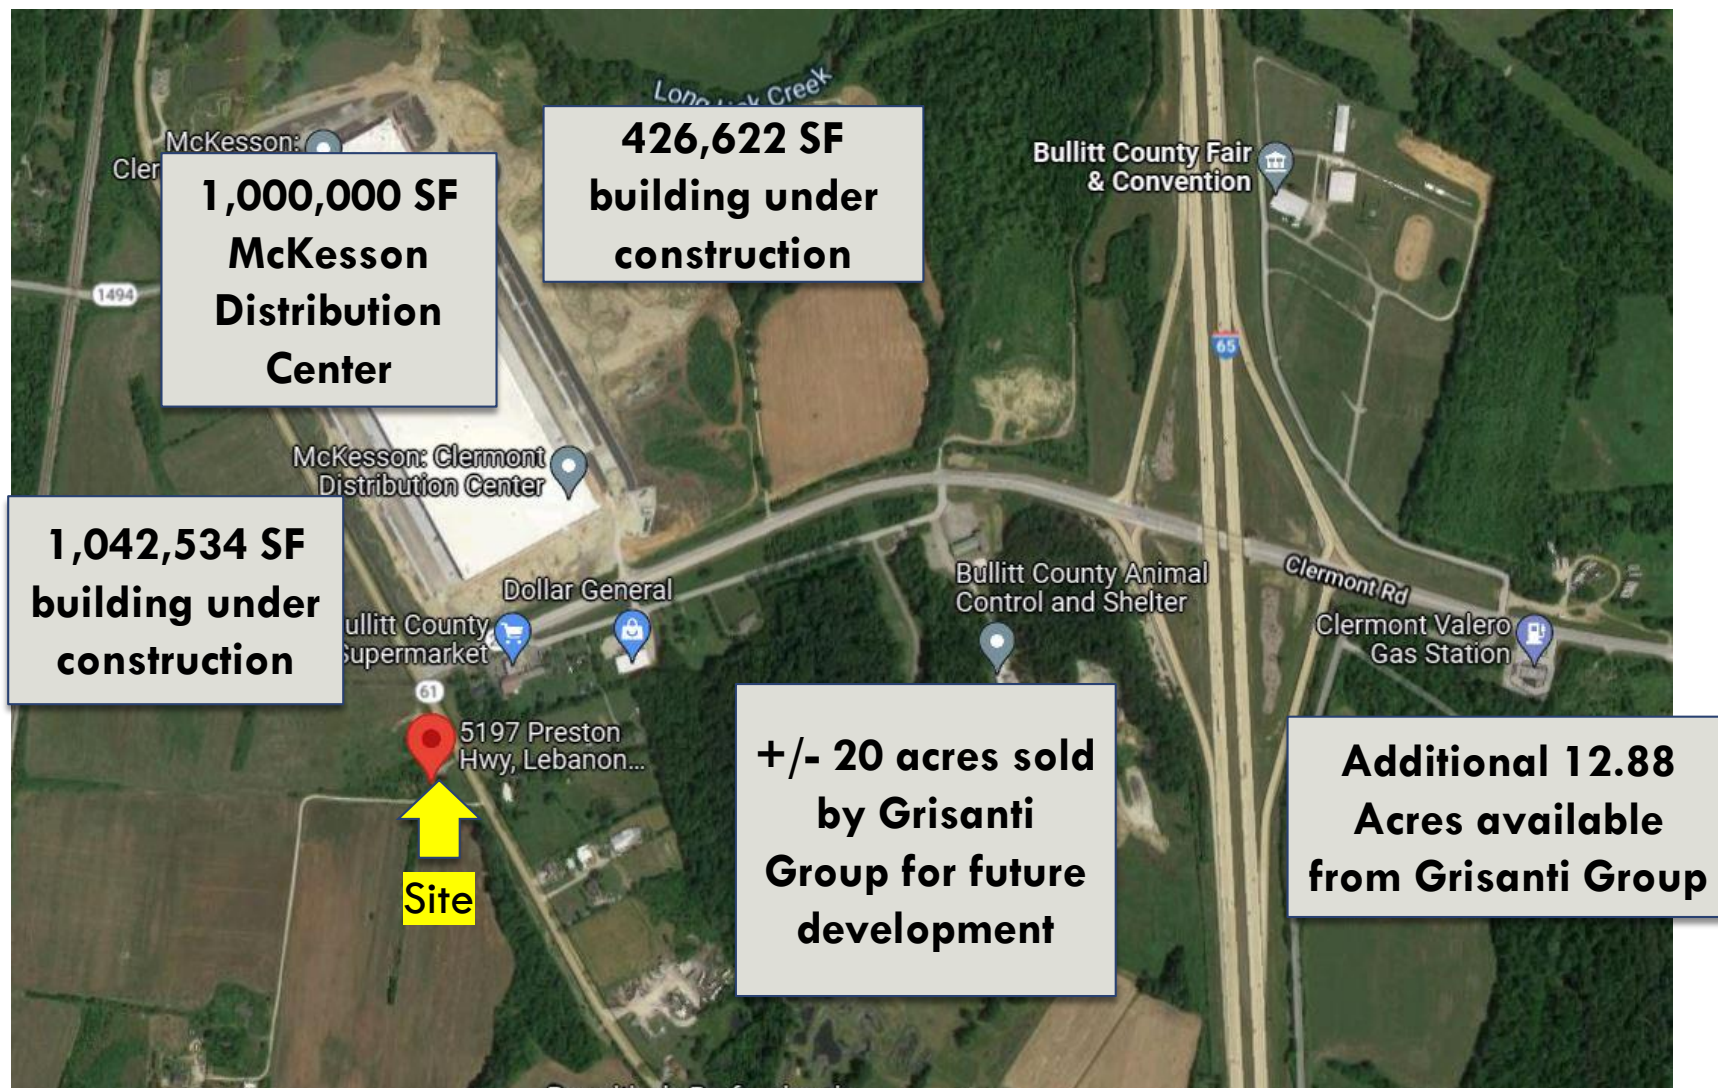 Long Lick Creek
McKesson:
Cler
1,000,000 SF
McKesson
Distribution
Center
426,622 SF
building under
construction
Bullitt County Fair
& Convention
1494
65
McKesson: Clermont
Distribution Center
1,042,534 SF
building under
construction
Dollar General
ullitt County
Supermarket
61
5197 Preston
Hwy, Lebanon...
Site
Bullitt County Animal
Control and Shelter
Clermont Rd
Clermont Valero
Gas Station
+/- 20 acres sold
by Grisanti
Group for future
development
Additional 12.88
Acres available
from Grisanti Group